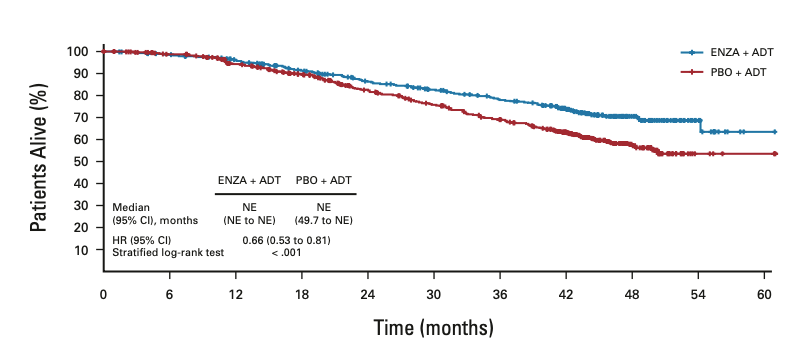 100
90
80
70
60
50
40
30
20
10
Patients Alive (%)
ENZA + ADT
PBO + ADT
ENZA + ADT PBO + ADT
Median NE NE
(95% CI), months (NE to NE) (49.7 to NE)
HR (95% CI) 0.66 (0.53 to 0.81)
Stratified log-rank test < .001
0 6 12 18 24 30 36 42 48 54 60
Time (months)